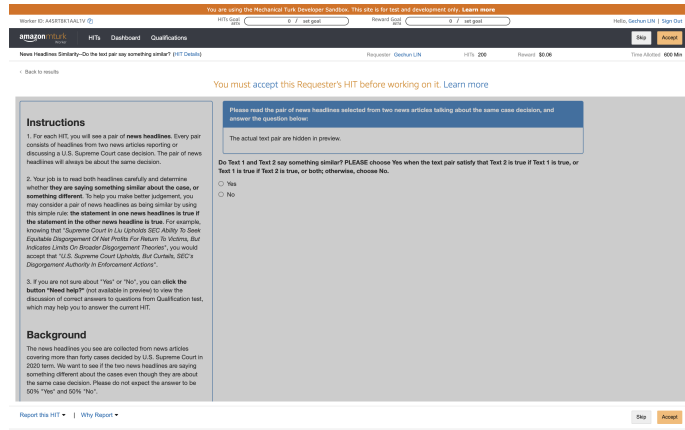 You are using the Mechanical Turk Developer Sandbox. This site is for test and development only. Learn more
Worker ID: A4SRT8K1AAL1V
HITs Goal 0 / set goal
BETA
Reward Goal 0 / set goal
BETA
Hello, Gechun LIN | Sign Out
amazonmturk
Worker
HITs Dashboard Qualifications
Skip Accept
News Headlines Similarity--Do the text pair say something similar? (HIT Details)
Requester Gechun LIN HITs 200 Reward $0.06 Time Allotted 600 Min
‹ Back to results
You must accept this Requester's HIT before working on it. Learn more
Instructions
1. For each HIT, you will see a pair of news headlines. Every pair
consists of headlines from two news articles reporting or
discussing a U.S. Supreme Court case decision. The pair of news
headlines will always be about the same decision.
2. Your job is to read both headlines carefully and determine
whether they are saying something similar about the case, or
something different. To help you make better judgement, you
may consider a pair of news headlines as being similar by using
this simple rule: the statement in one news headlines is true if
the statement in the other news headline is true. For example,
knowing that "Supreme Court In Liu Upholds SEC Ability To Seek
Equitable Disgorgement Of Net Profits For Return To Victims, But
Indicates Limits On Broader Disgorgement Theories", you would
accept that "U.S. Supreme Court Upholds, But Curtails, SEC's
Disgorgement Authority in Enforcement Actions".
3. If you are not sure about "Yes" or "No", you can click the
button "Need help?" (not available in preview) to view the
discussion of correct answers to questions from Qualification test,
which may help you to answer the current HIT.
Background
The news headlines you see are collected from news articles
covering more than forty cases decided by U.S. Supreme Court in
2020 term. We want to see if the two news headlines are saying
something different about the cases even though they are about
the same case decision. Please do not expect the answer to be
50% "Yes" and 50% "No".
Please read the pair of news headlines selected from two news articles talking about the same case decision, and
answer the question below:
The actual text pair are hidden in preview.
Do Text 1 and Text 2 say something similar? PLEASE choose Yes when the text pair satisfy that Text 2 is true if Text 1 is true, or
Text 1 is true if Text 2 is true, or both; otherwise, choose No.
Yes
No
Report this HIT | Why Report
Skip Accept